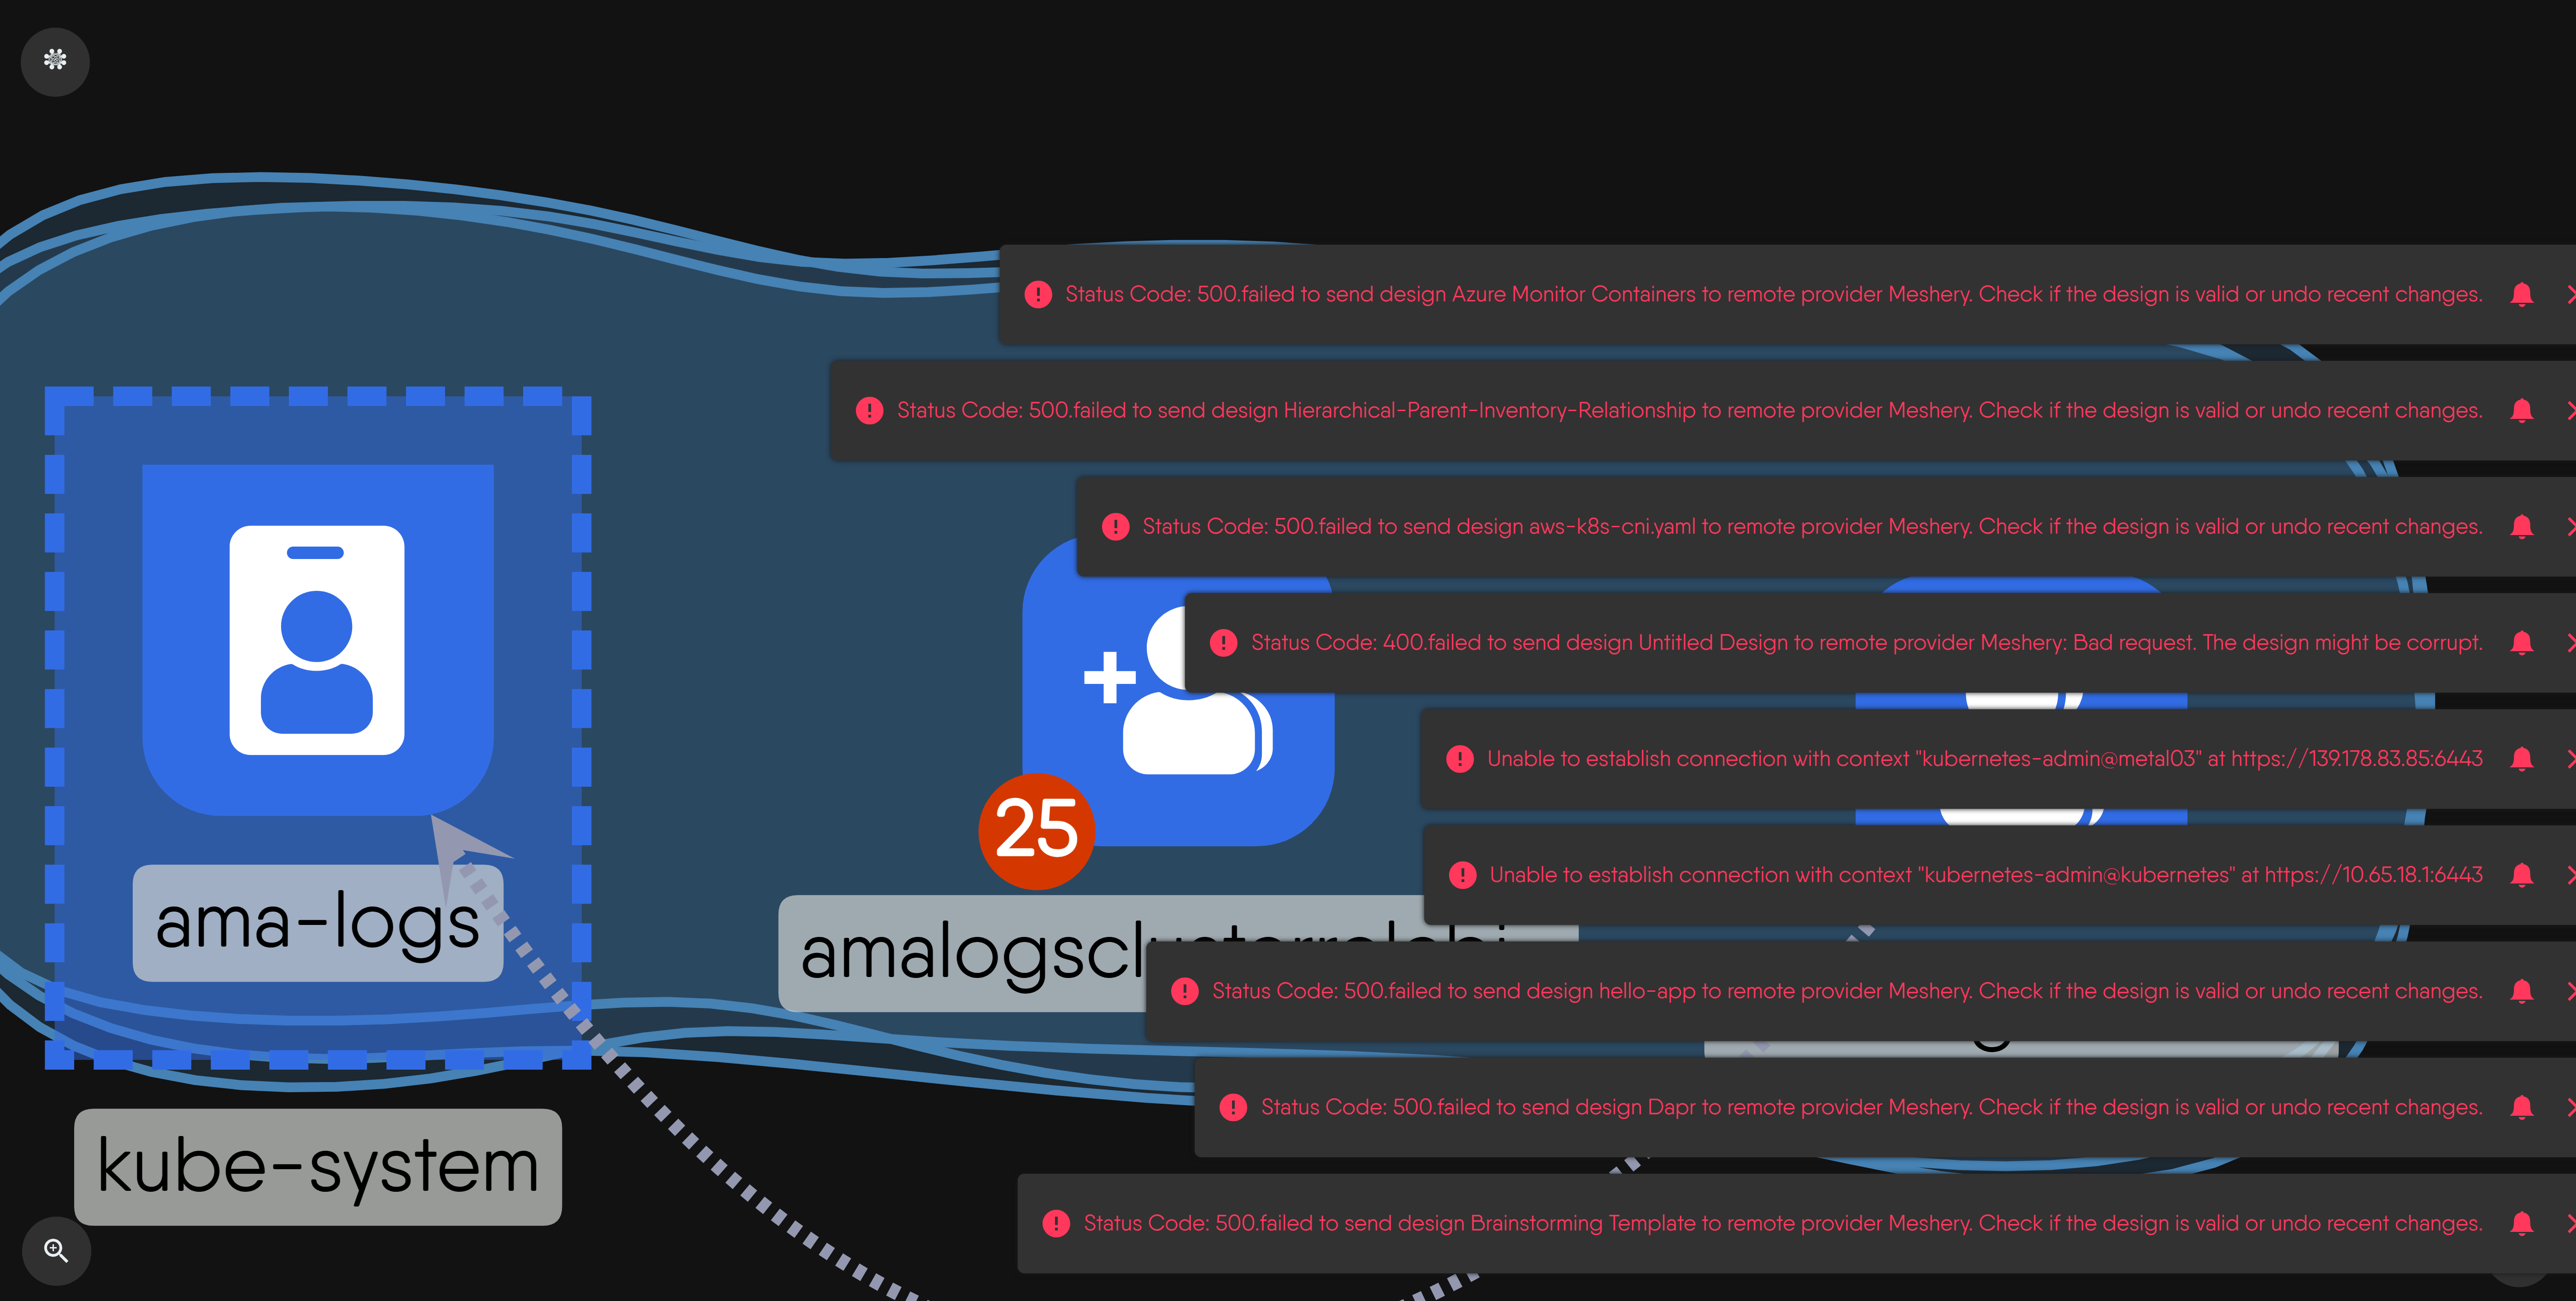 Status Code: 500.failed to send design Azure Monitor Containers to remote provider Meshery. Check if the design is valid or undo recent changes.
Status Code: 500.failed to send design Hierarchical-Parent-Inventory-Relationship to remote provider Meshery. Check if the design is valid or undo recent changes.
Status Code: 500.failed to send design aws-k8s-cni.yaml to remote provider Meshery. Check if the design is valid or undo recent changes.
Status Code: 400.failed to send design Untitled Design to remote provider Meshery: Bad request. The design might be corrupt.
Unable to establish connection with context "kubernetes-admin@metal03" at https://139.178.83.85:6443
25
Unable to establish connection with context "kubernetes-admin@kubernetes" at https://10.65.18.1:6443
ama-logs
Status Code: 500.failed to send design hello-app to remote provider Meshery. Check if the design is valid or undo recent changes.
Status Code: 500.failed to send design Dapr to remote provider Meshery. Check if the design is valid or undo recent changes.
kube-system
Status Code: 500.failed to send design Brainstorming Template to remote provider Meshery. Check if the design is valid or undo recent changes.